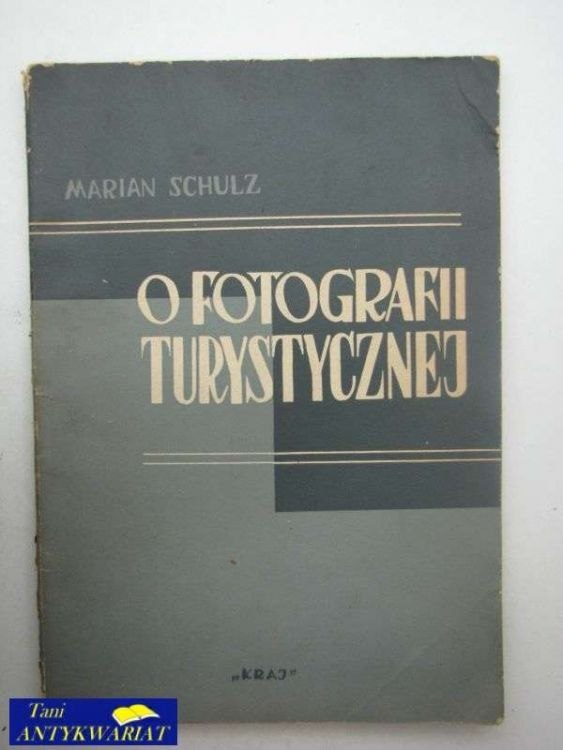 MARIAN SCHULZ
O FOTOGRAFII
TURYSTYCZNEJ
„KRAJ”
Tani
ANTYKWARIAT